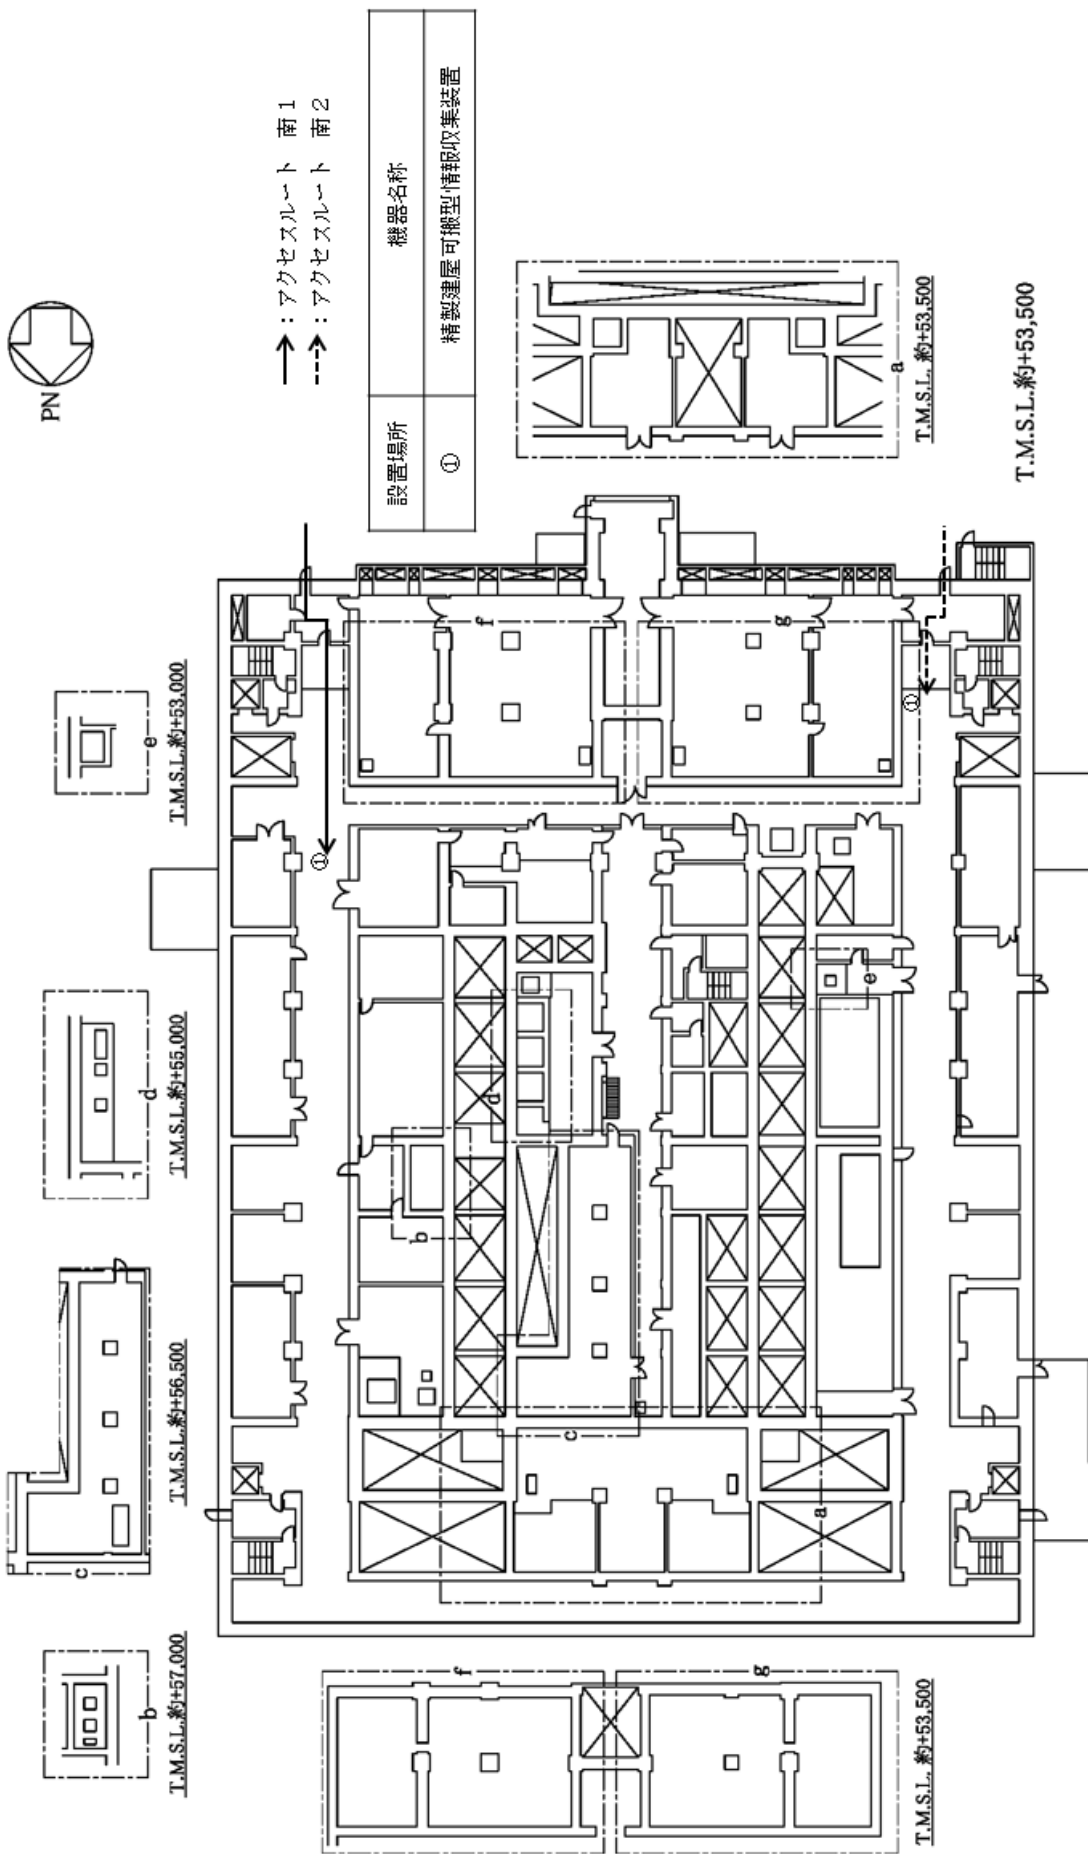 PN
→：アクセスルート　南１
⇢：アクセスルート　南２
設置場所　機器名称
①　精製建屋可搬型情報収集装置
b
T.M.S.L.約+57,000
c
T.M.S.L.約+56,500
d
T.M.S.L.約+55,000
e
T.M.S.L.約+53,000
①
f
b
d
c
e
a
g
①
a
T.M.S.L. 約+53,500
f
g
T.M.S.L. 約+53,500
T.M.S.L.約+53,500